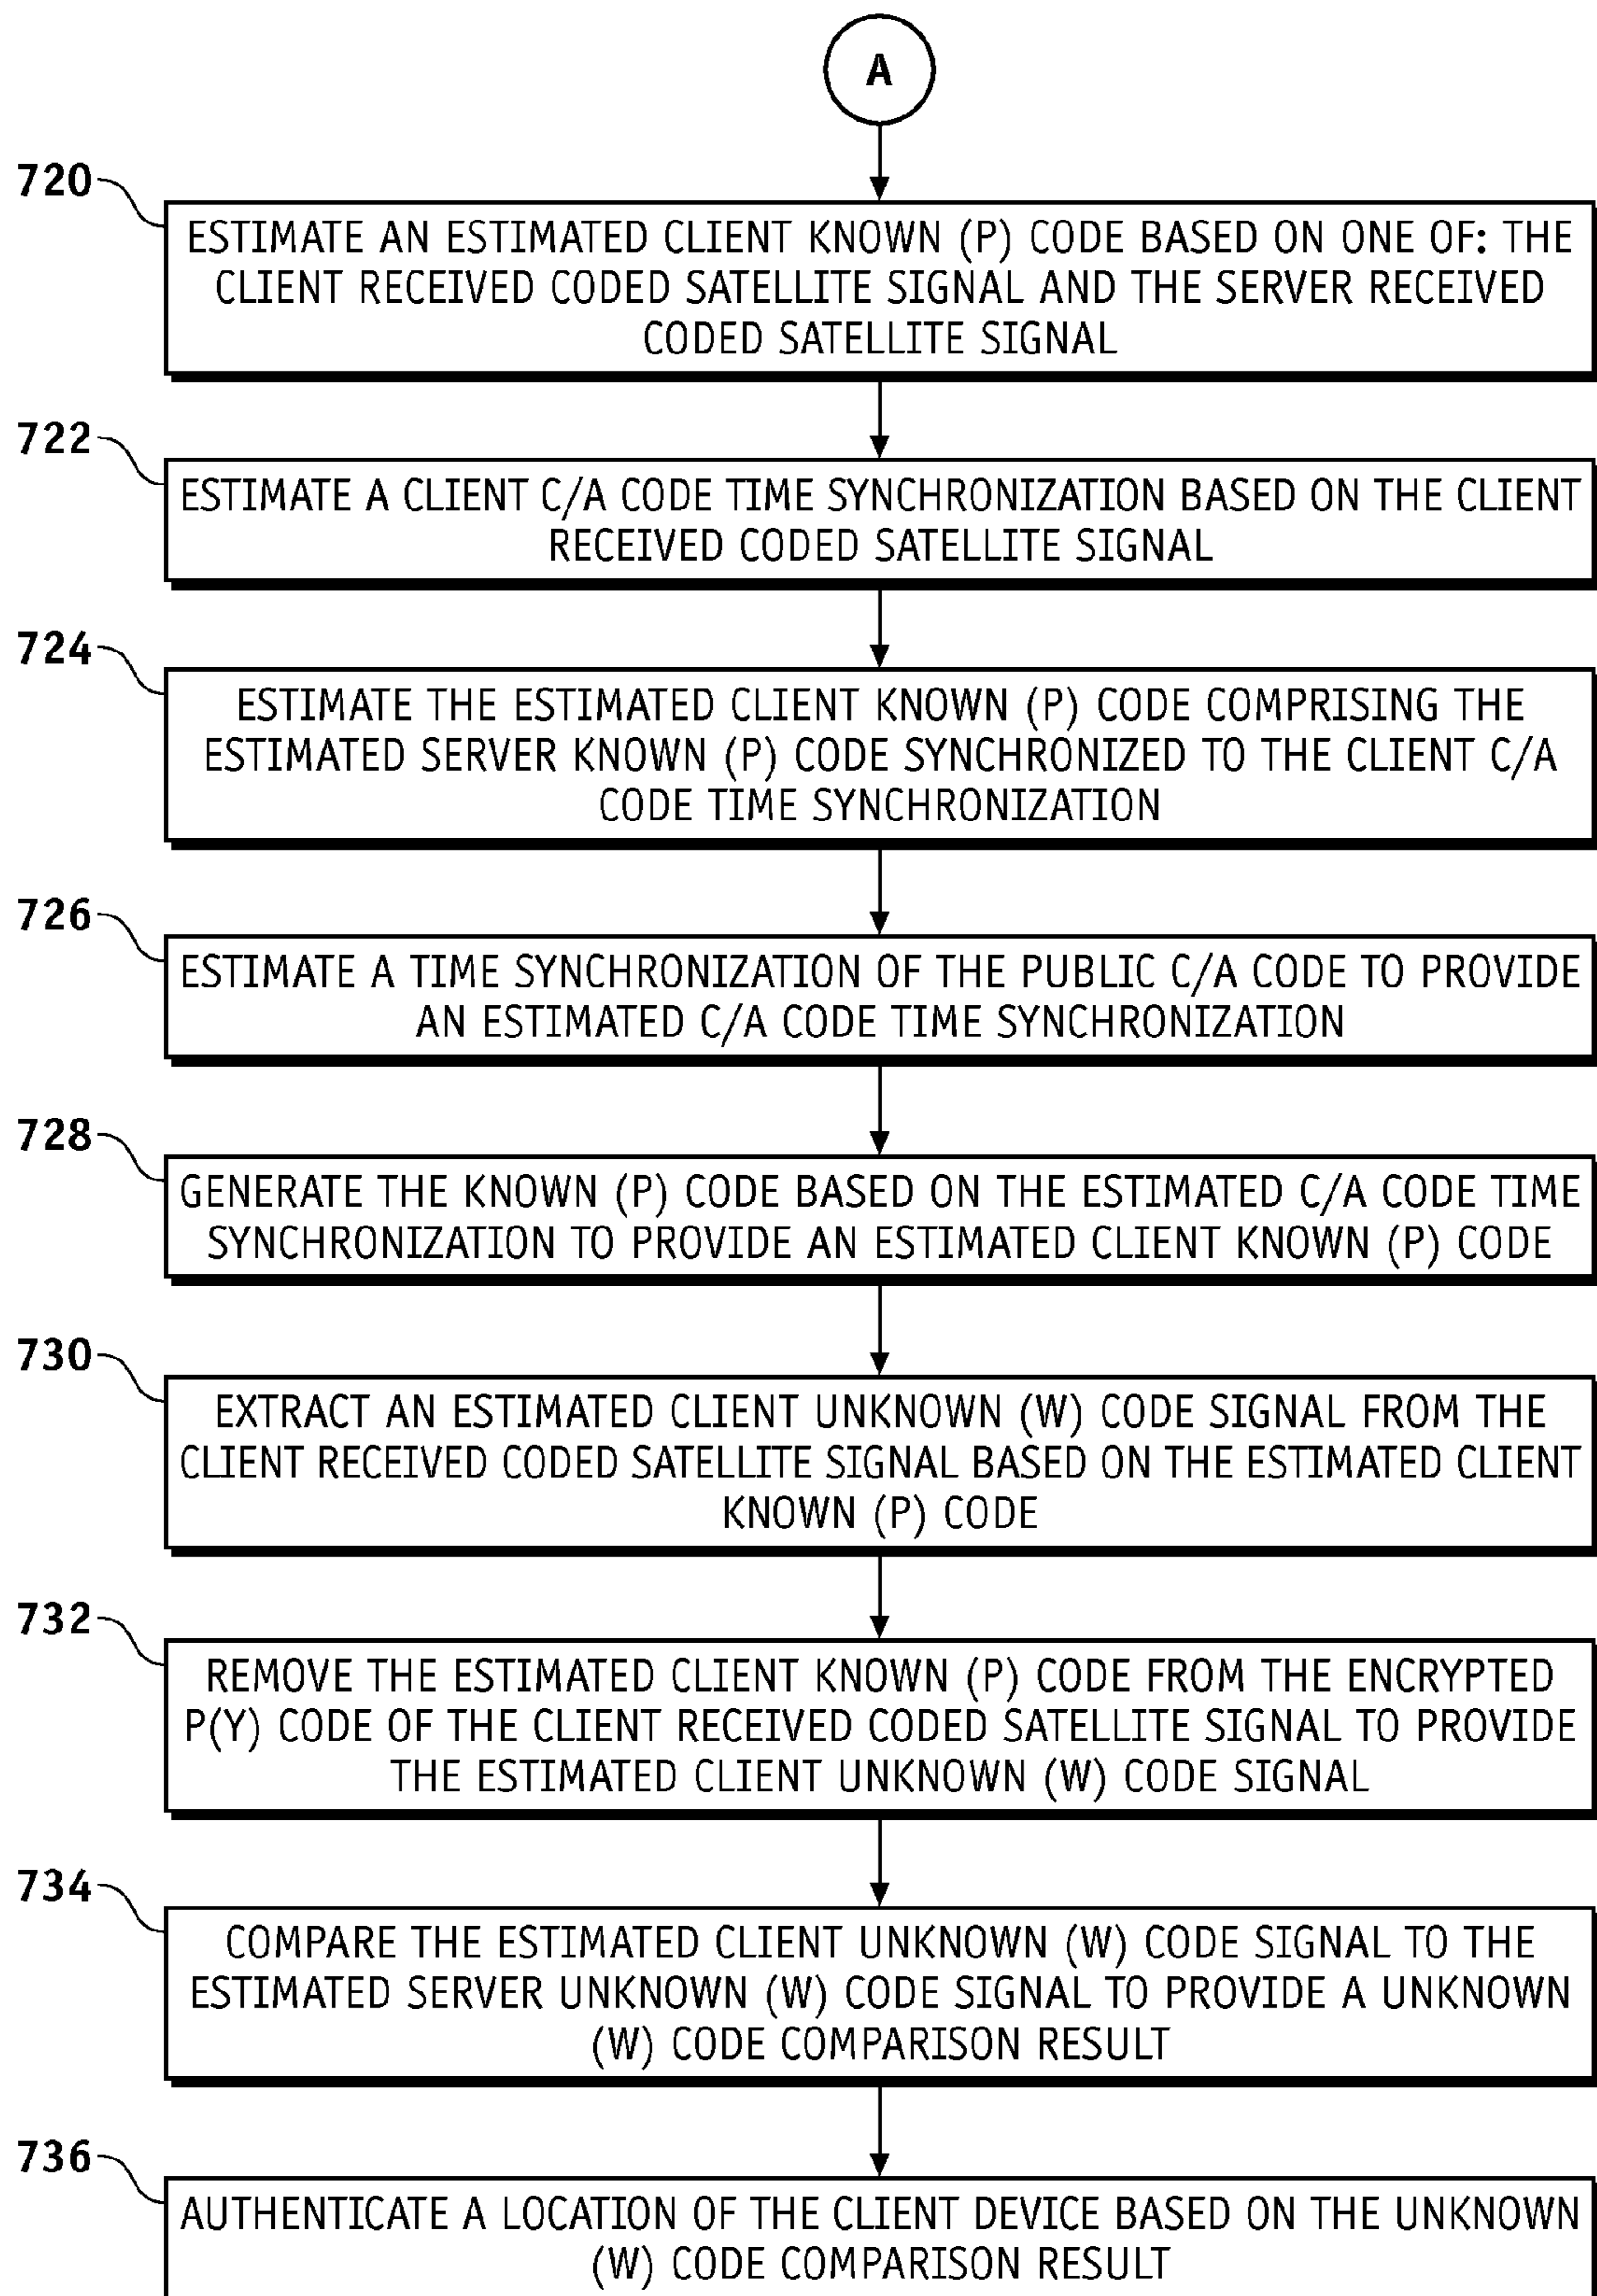 A
720
ESTIMATE AN ESTIMATED CLIENT KNOWN (P) CODE BASED ON ONE OF: THE
CLIENT RECEIVED CODED SATELLITE SIGNAL AND THE SERVER RECEIVED
CODED SATELLITE SIGNAL
722
ESTIMATE A CLIENT C/A CODE TIME SYNCHRONIZATION BASED ON THE CLIENT
RECEIVED CODED SATELLITE SIGNAL
724
ESTIMATE THE ESTIMATED CLIENT KNOWN (P) CODE COMPRISING THE
ESTIMATED SERVER KNOWN (P) CODE SYNCHRONIZED TO THE CLIENT C/A
CODE TIME SYNCHRONIZATION
726
ESTIMATE A TIME SYNCHRONIZATION OF THE PUBLIC C/A CODE TO PROVIDE
AN ESTIMATED C/A CODE TIME SYNCHRONIZATION
728
GENERATE THE KNOWN (P) CODE BASED ON THE ESTIMATED C/A CODE TIME
SYNCHRONIZATION TO PROVIDE AN ESTIMATED CLIENT KNOWN (P) CODE
730
EXTRACT AN ESTIMATED CLIENT UNKNOWN (W) CODE SIGNAL FROM THE
CLIENT RECEIVED CODED SATELLITE SIGNAL BASED ON THE ESTIMATED CLIENT
KNOWN (P) CODE
732
REMOVE THE ESTIMATED CLIENT KNOWN (P) CODE FROM THE ENCRYPTED
P(Y) CODE OF THE CLIENT RECEIVED CODED SATELLITE SIGNAL TO PROVIDE
THE ESTIMATED CLIENT UNKNOWN (W) CODE SIGNAL
734
COMPARE THE ESTIMATED CLIENT UNKNOWN (W) CODE SIGNAL TO THE
ESTIMATED SERVER UNKNOWN (W) CODE SIGNAL TO PROVIDE A UNKNOWN
(W) CODE COMPARISON RESULT
736
AUTHENTICATE A LOCATION OF THE CLIENT DEVICE BASED ON THE UNKNOWN
(W) CODE COMPARISON RESULT